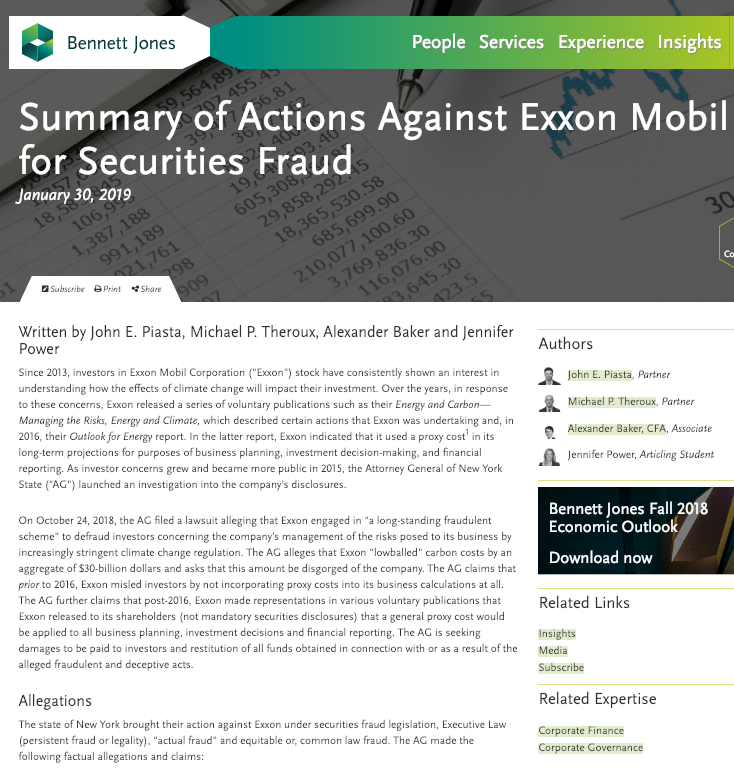 Bennett Jones
People Services Experience Insights
Summary of Actions Against Exxon Mobil
for Securities Fraud
January 30, 2019
Subscribe Print Share
Written by John E. Piasta, Michael P. Theroux, Alexander Baker and Jennifer
Power
Since 2013, investors in Exxon Mobil Corporation ("Exxon") stock have consistently shown an interest in
understanding how the effects of climate change will impact their investment. Over the years, in response
to these concerns, Exxon released a series of voluntary publications such as their Energy and Carbon—
Managing the Risks, Energy and Climate, which described certain actions that Exxon was undertaking and, in
2016, their Outlook for Energy report. In the latter report, Exxon indicated that it used a proxy cost1 in its
long-term projections for purposes of business planning, investment decision-making, and financial
reporting. As investor concerns grew and became more public in 2015, the Attorney General of New York
State ("AG") launched an investigation into the company's disclosures.
On October 24, 2018, the AG filed a lawsuit alleging that Exxon engaged in "a long-standing fraudulent
scheme" to defraud investors concerning the company's management of the risks posed to its business by
increasingly stringent climate change regulation. The AG alleges that Exxon "lowballed" carbon costs by an
aggregate of $30-billion dollars and asks that this amount be disgorged of the company. The AG claims that
prior to 2016, Exxon misled investors by not incorporating proxy costs into its business calculations at all.
The AG further claims that post-2016, Exxon made representations in various voluntary publications that
Exxon released to its shareholders (not mandatory securities disclosures) that a general proxy cost would
be applied to all business planning, investment decisions and financial reporting. The AG is seeking
damages to be paid to investors and restitution of all funds obtained in connection with or as a result of the
alleged fraudulent and deceptive acts.
Allegations
The state of New York brought their action against Exxon under securities fraud legislation, Executive Law
(persistent fraud or legality), "actual fraud" and equitable or, common law fraud. The AG made the
following factual allegations and claims:
Authors
John E. Piasta, Partner
Michael P. Theroux, Partner
Alexander Baker, CFA, Associate
Jennifer Power, Articling Student
Bennett Jones Fall 2018
Economic Outlook
Download now
Related Links
Insights
Media
Subscribe
Related Expertise
Corporate Finance
Corporate Governance